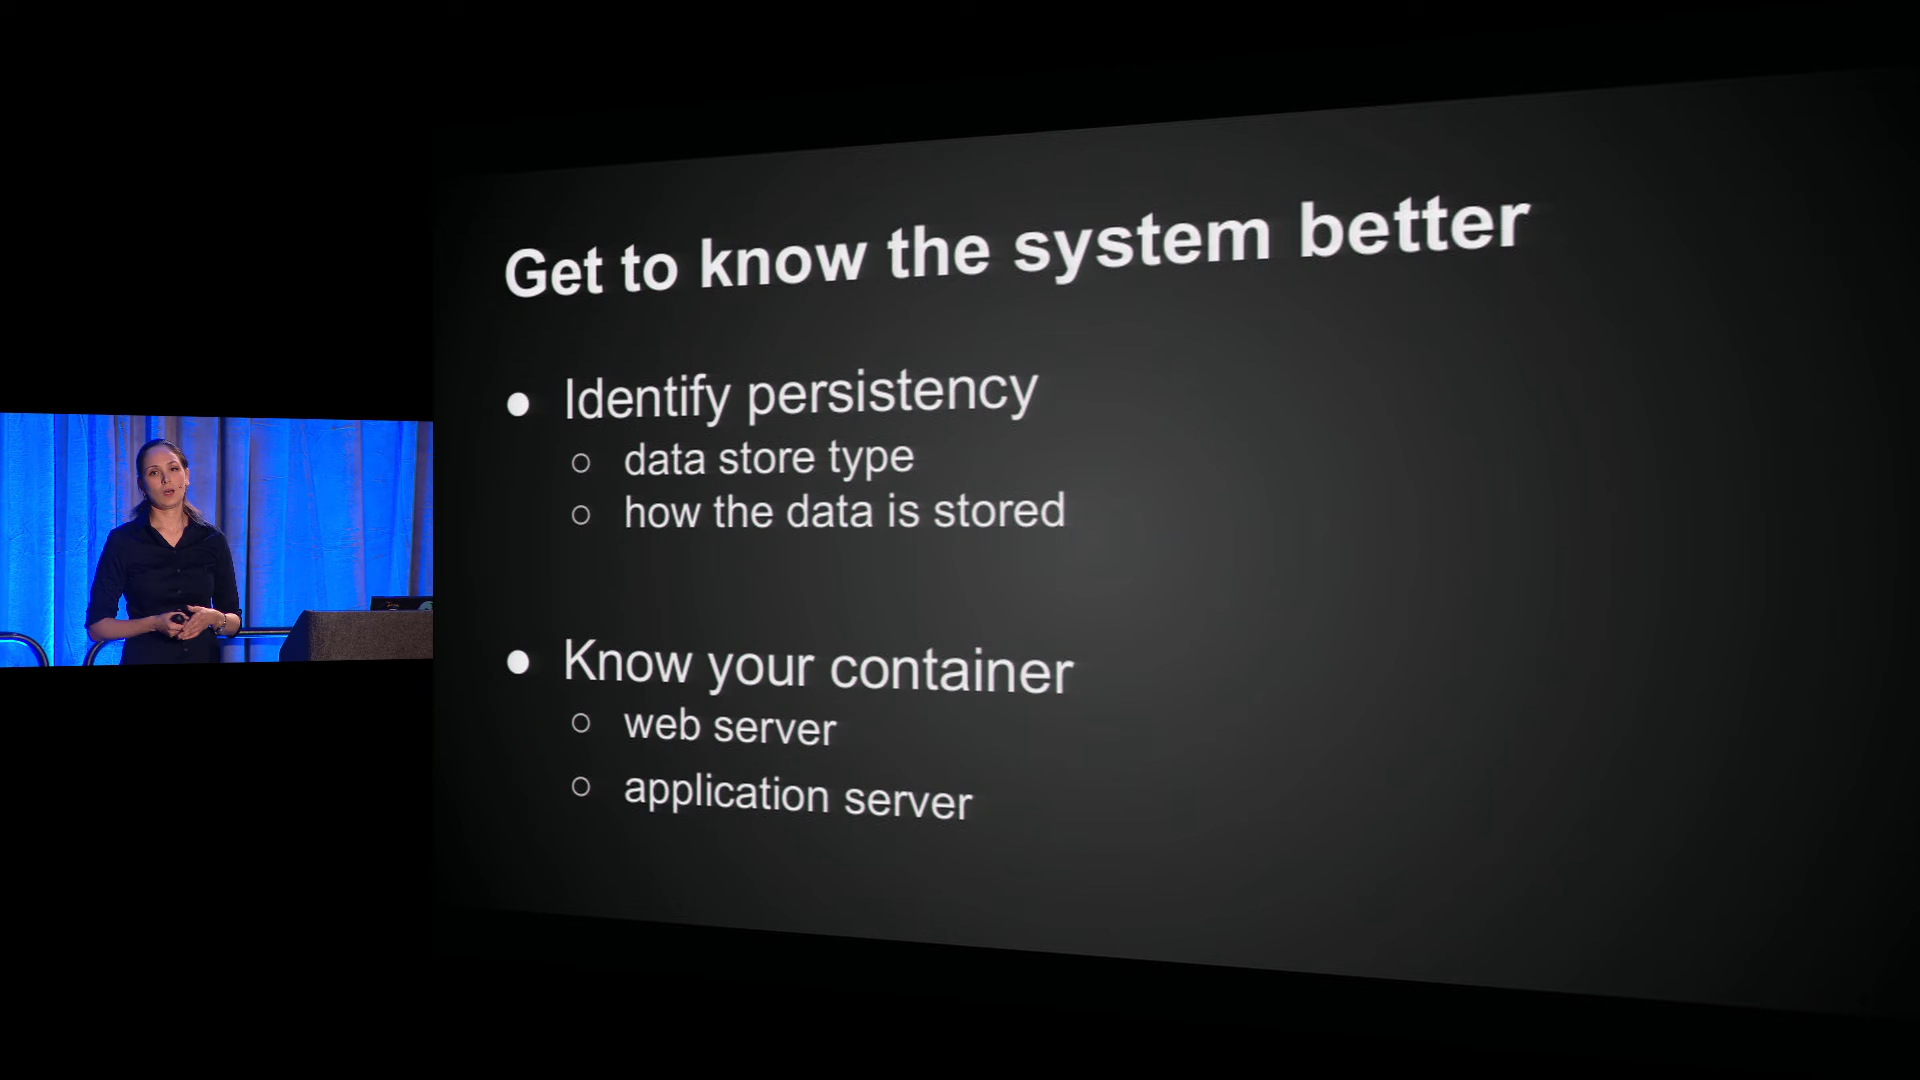 Get to know the system better
● Identify persistency
○ data store type
○ how the data is stored
● Know your container
○ web server
○ application server